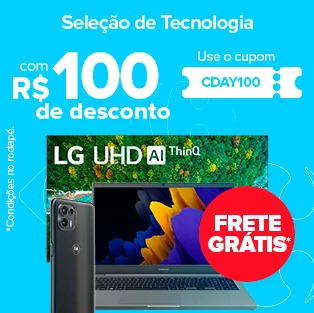 Seleção de Tecnologia
com
R$100
de desconto
Use o cupom
CDAY100
*Condições no rodapé.
LG UHD AI ThinQ
FRETE
GRÁTIS*